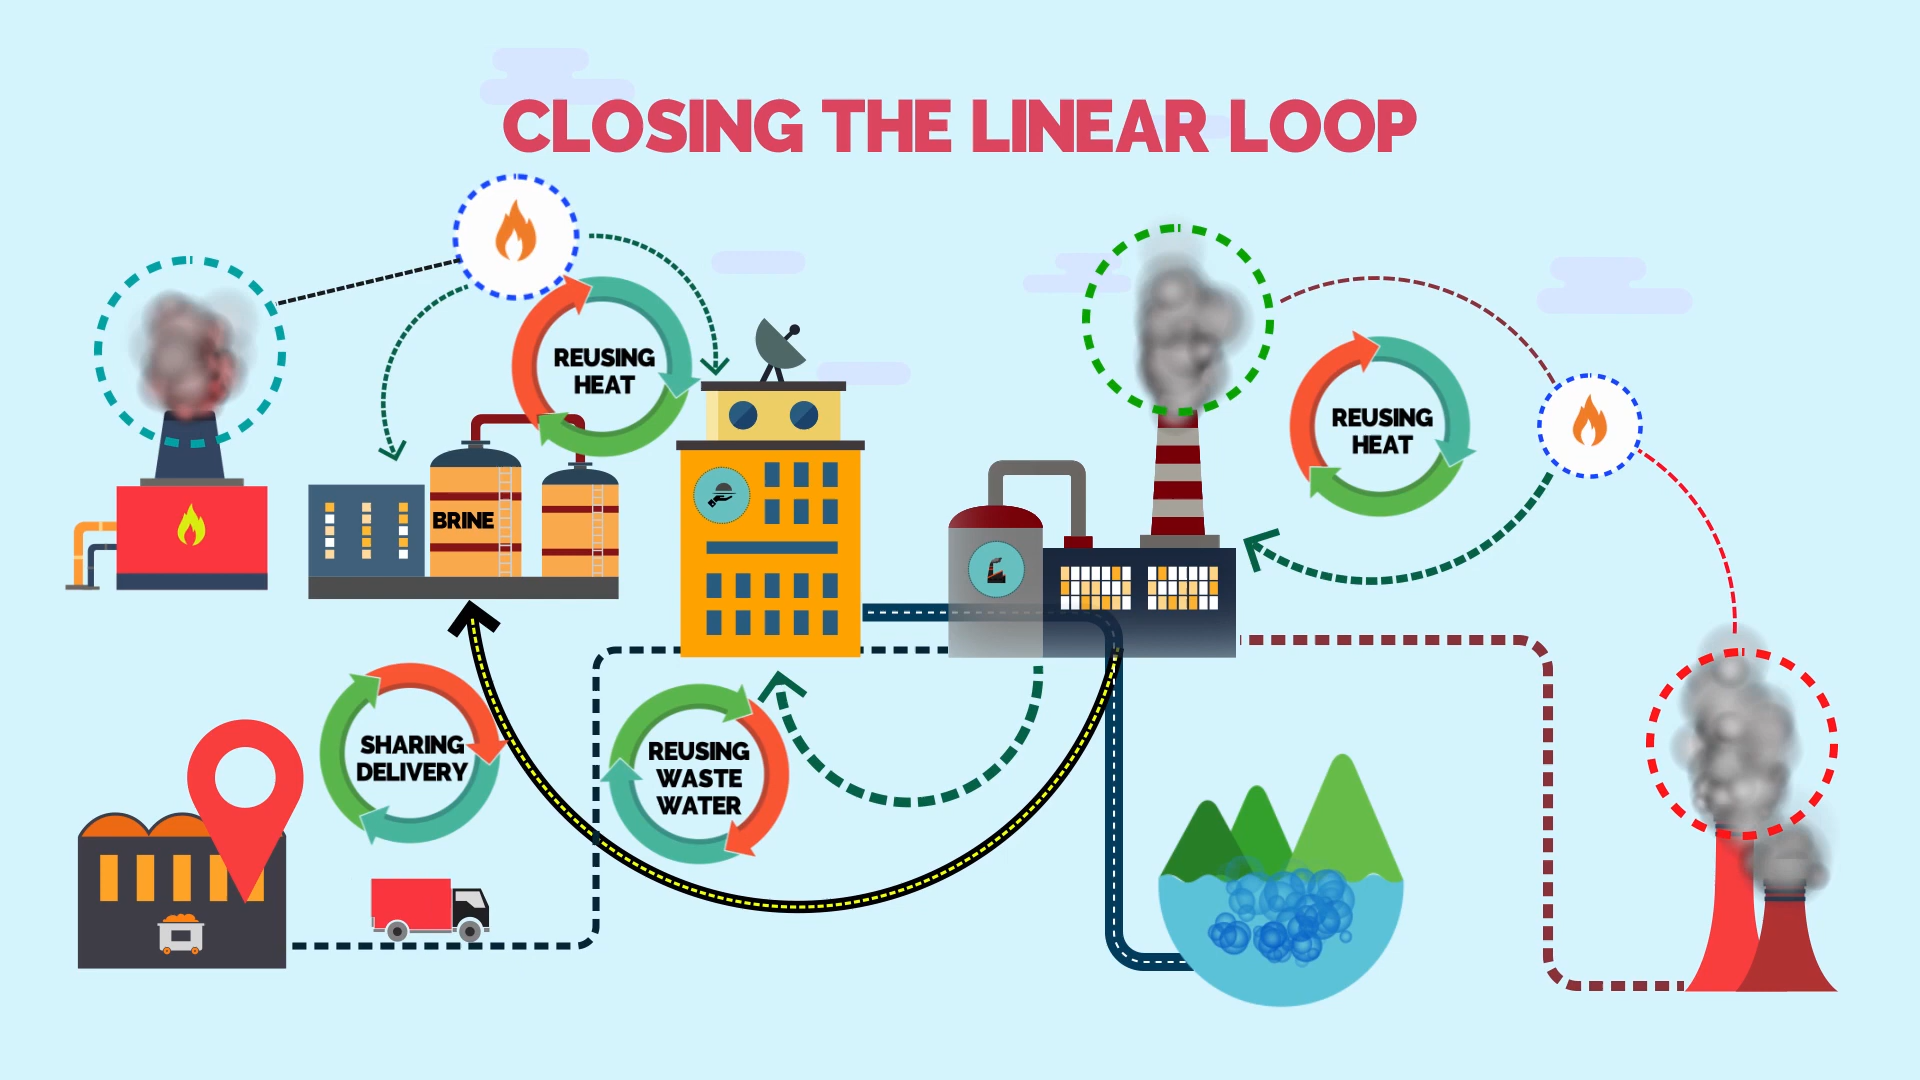 CLOSING THE LINEAR LOOP
REUSING
HEAT
REUSING
HEAT
BRINE
SHARING
DELIVERY
REUSING
WASTE
WATER